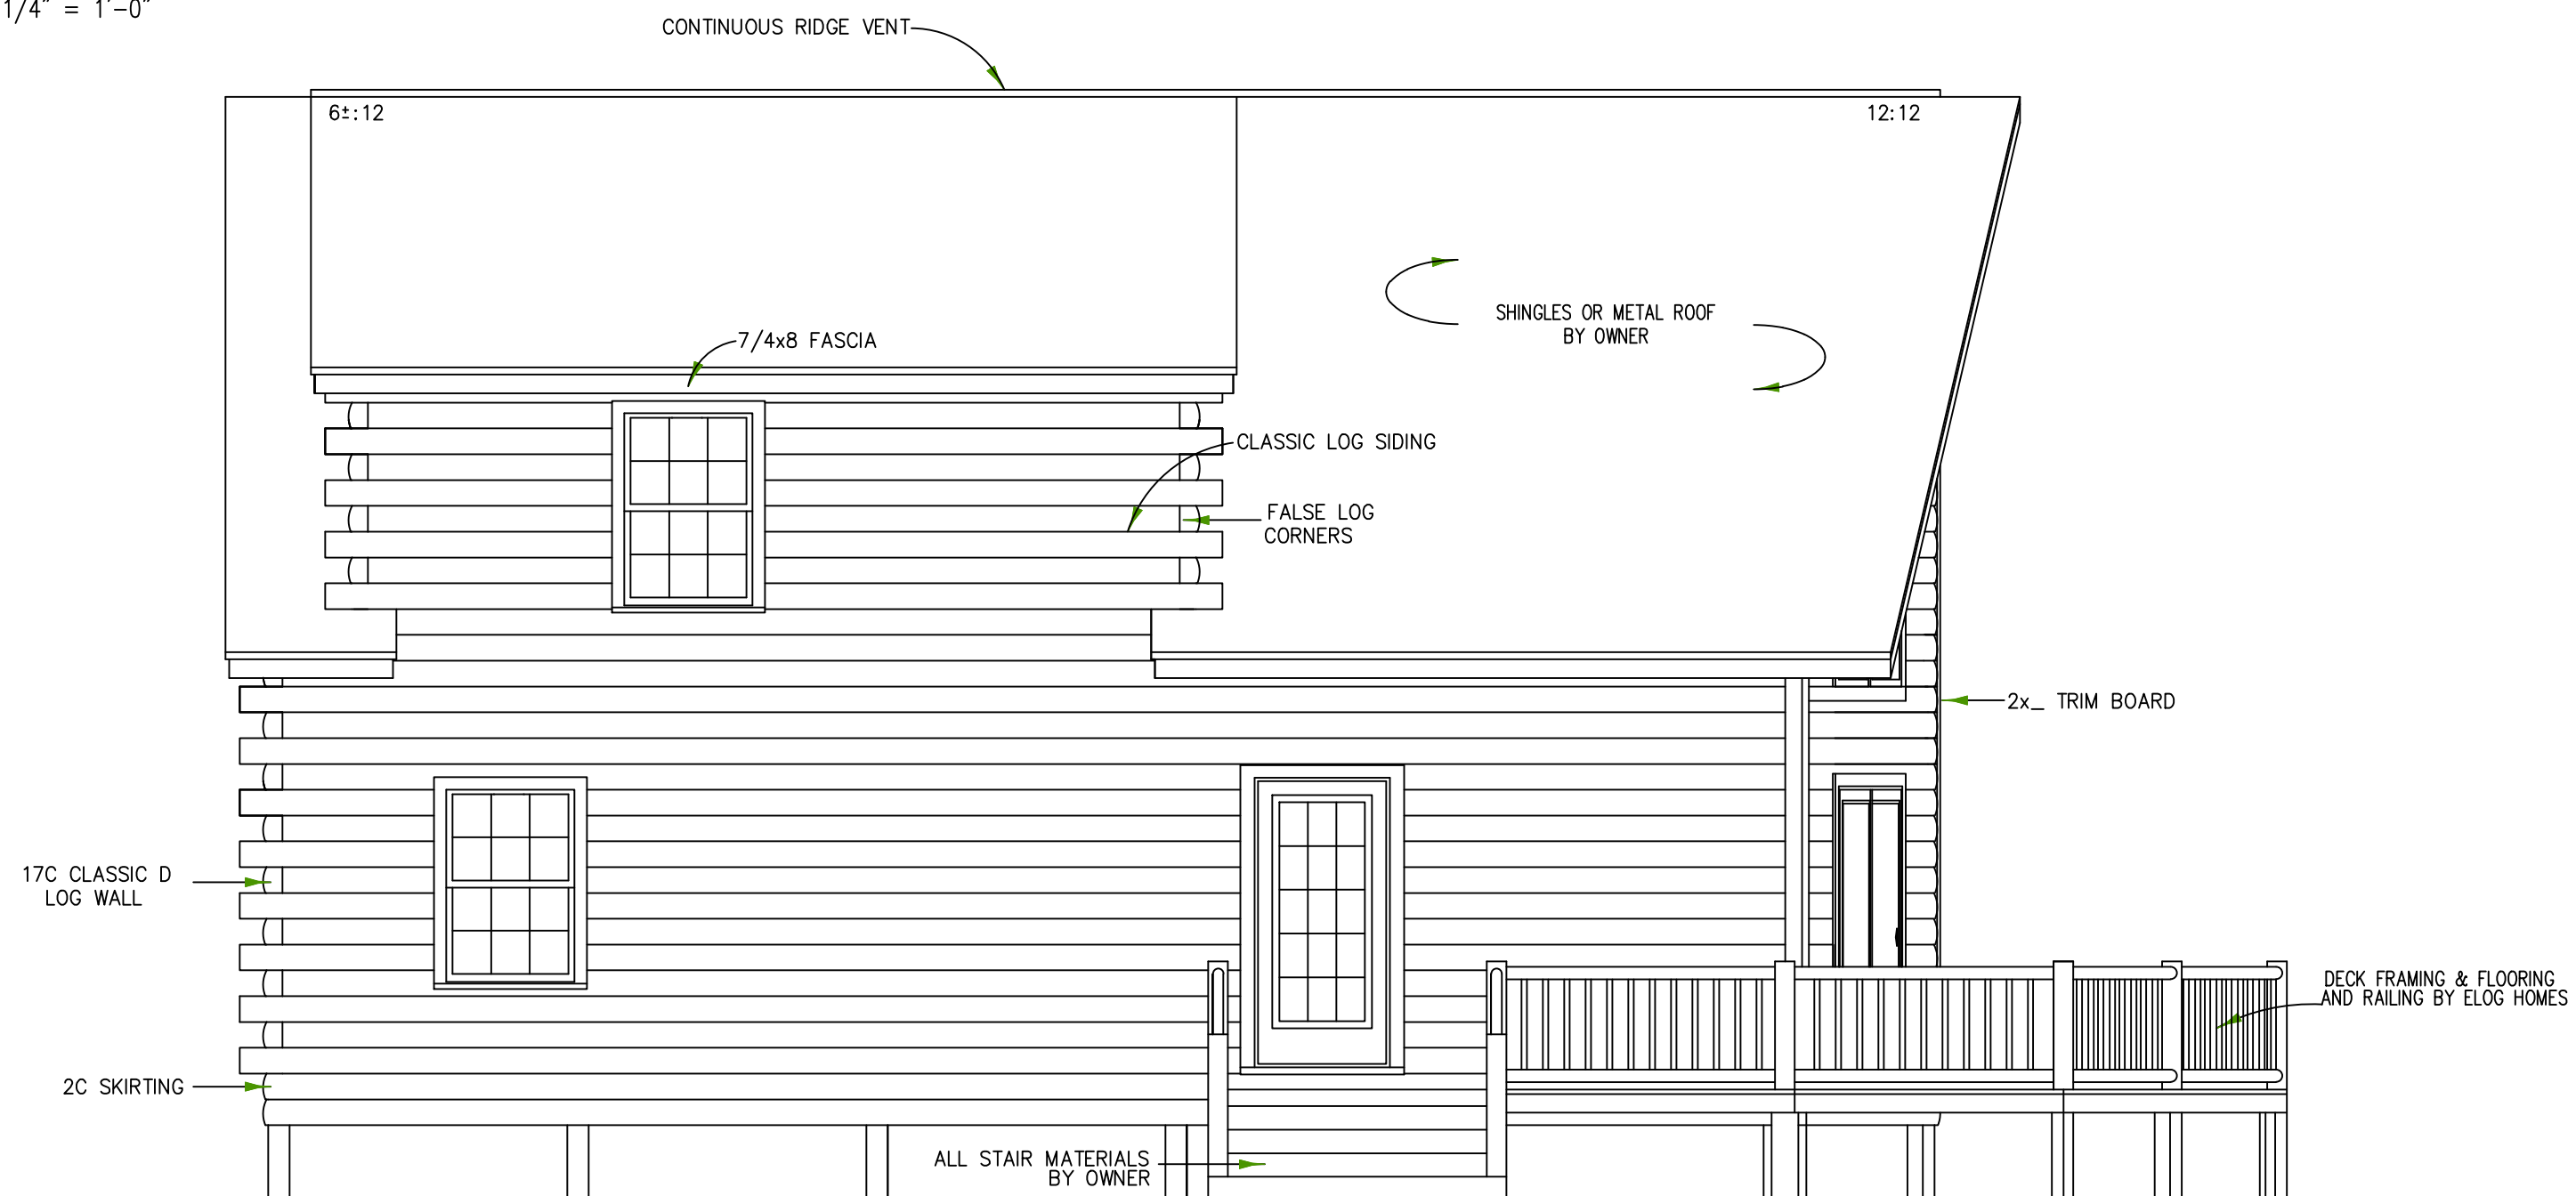 1/4" = 1'-0"
CONTINUOUS RIDGE VENT
6±:12
12:12
SHINGLES OR METAL ROOF
BY OWNER
7/4x8 FASCIA
CLASSIC LOG SIDING
FALSE LOG
CORNERS
2x_ TRIM BOARD
17C CLASSIC D
LOG WALL
DECK FRAMING & FLOORING
AND RAILING BY ELOG HOMES
2C SKIRTING
ALL STAIR MATERIALS
BY OWNER